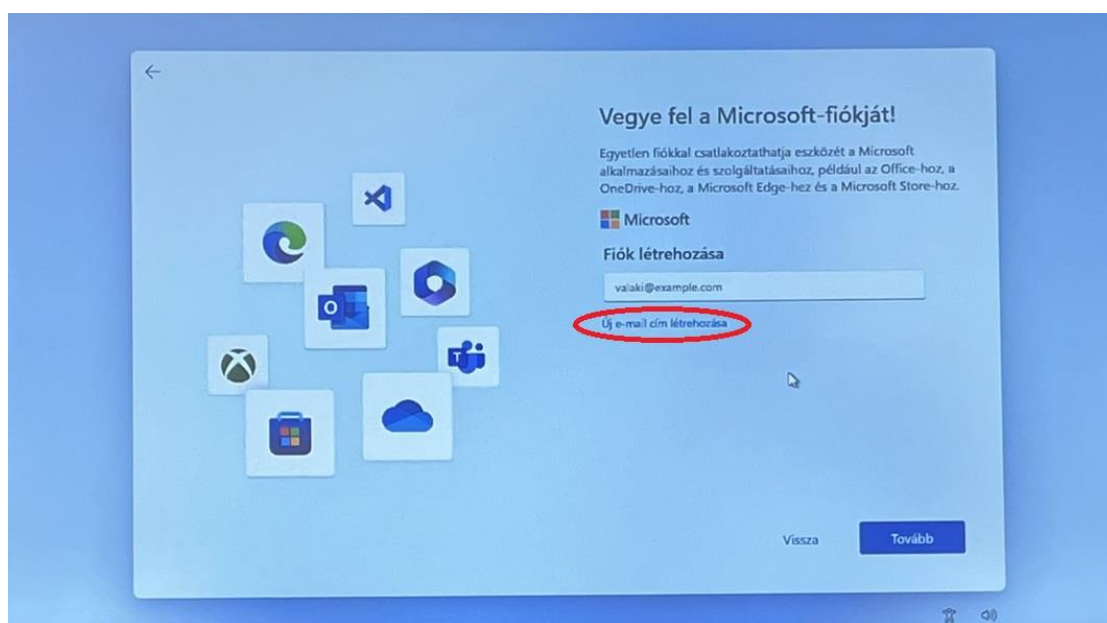 Vegye fel a Microsoft-fiókját!
Egyetlen fiókkal csatlakoztathatja eszközét a Microsoft
alkalmazásaihoz és szolgáltatásaihoz, például az Office-hoz, a
OneDrive-hoz, a Microsoft Edge-hez és a Microsoft Store-hoz.
Microsoft
Fiók létrehozása
valaki@example.com
Új e-mail cím létrehozása
Vissza
Tovább